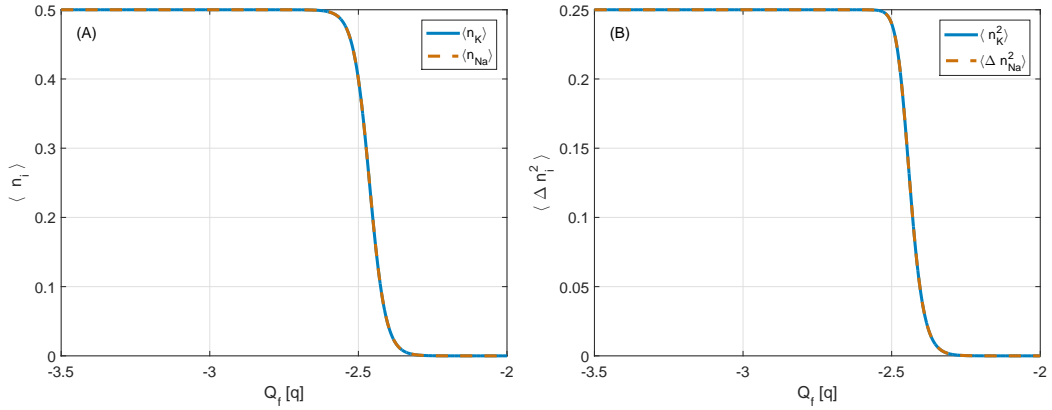 (A)
⟨n_K⟩
⟨n_Na⟩
0.5
0.4
0.3
0.2
0.1
0
⟨ n_i ⟩
-3.5 -3 -2.5 -2
Q_f [q]
(B)
⟨ n_K^2⟩
⟨Δ n_Na^2⟩
0.25
0.2
0.15
0.1
0.05
0
⟨ Δ n_i^2 ⟩
-3.5 -3 -2.5 -2
Q_f [q]